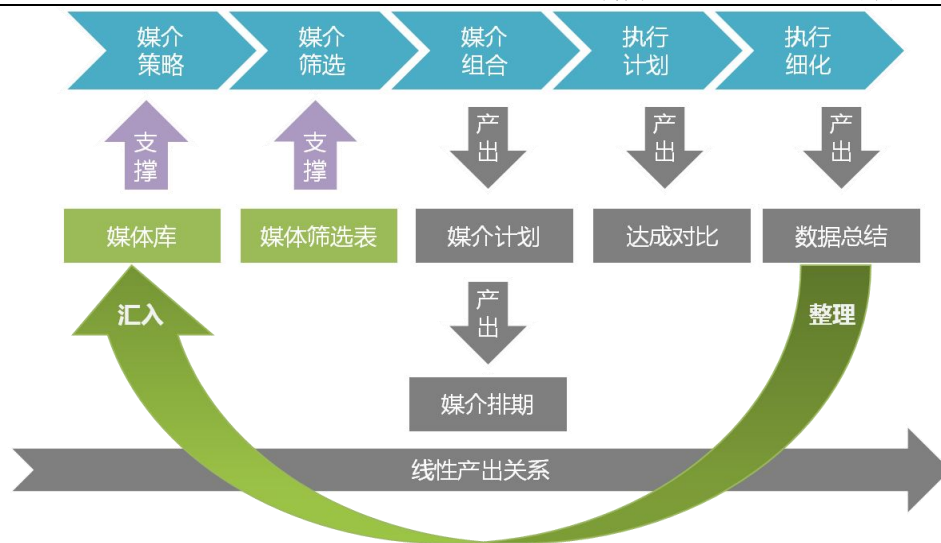 媒介
策略
媒介
筛选
媒介
组合
执行
计划
执行
细化
支
撑
支
撑
产
出
产
出
产
出
媒体库
媒体筛选表
媒介计划
达成对比
数据总结
汇入
产
出
整理
媒介排期
线性产出关系